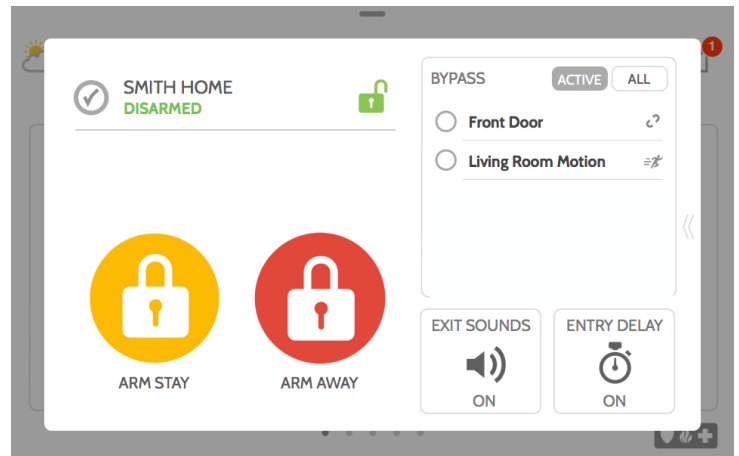 1
SMITH HOME
DISARMED
BYPASS
ACTIVE
ALL
Front Door
Living Room Motion
ARM STAY
ARM AWAY
EXIT SOUNDS
ON
ENTRY DELAY
ON